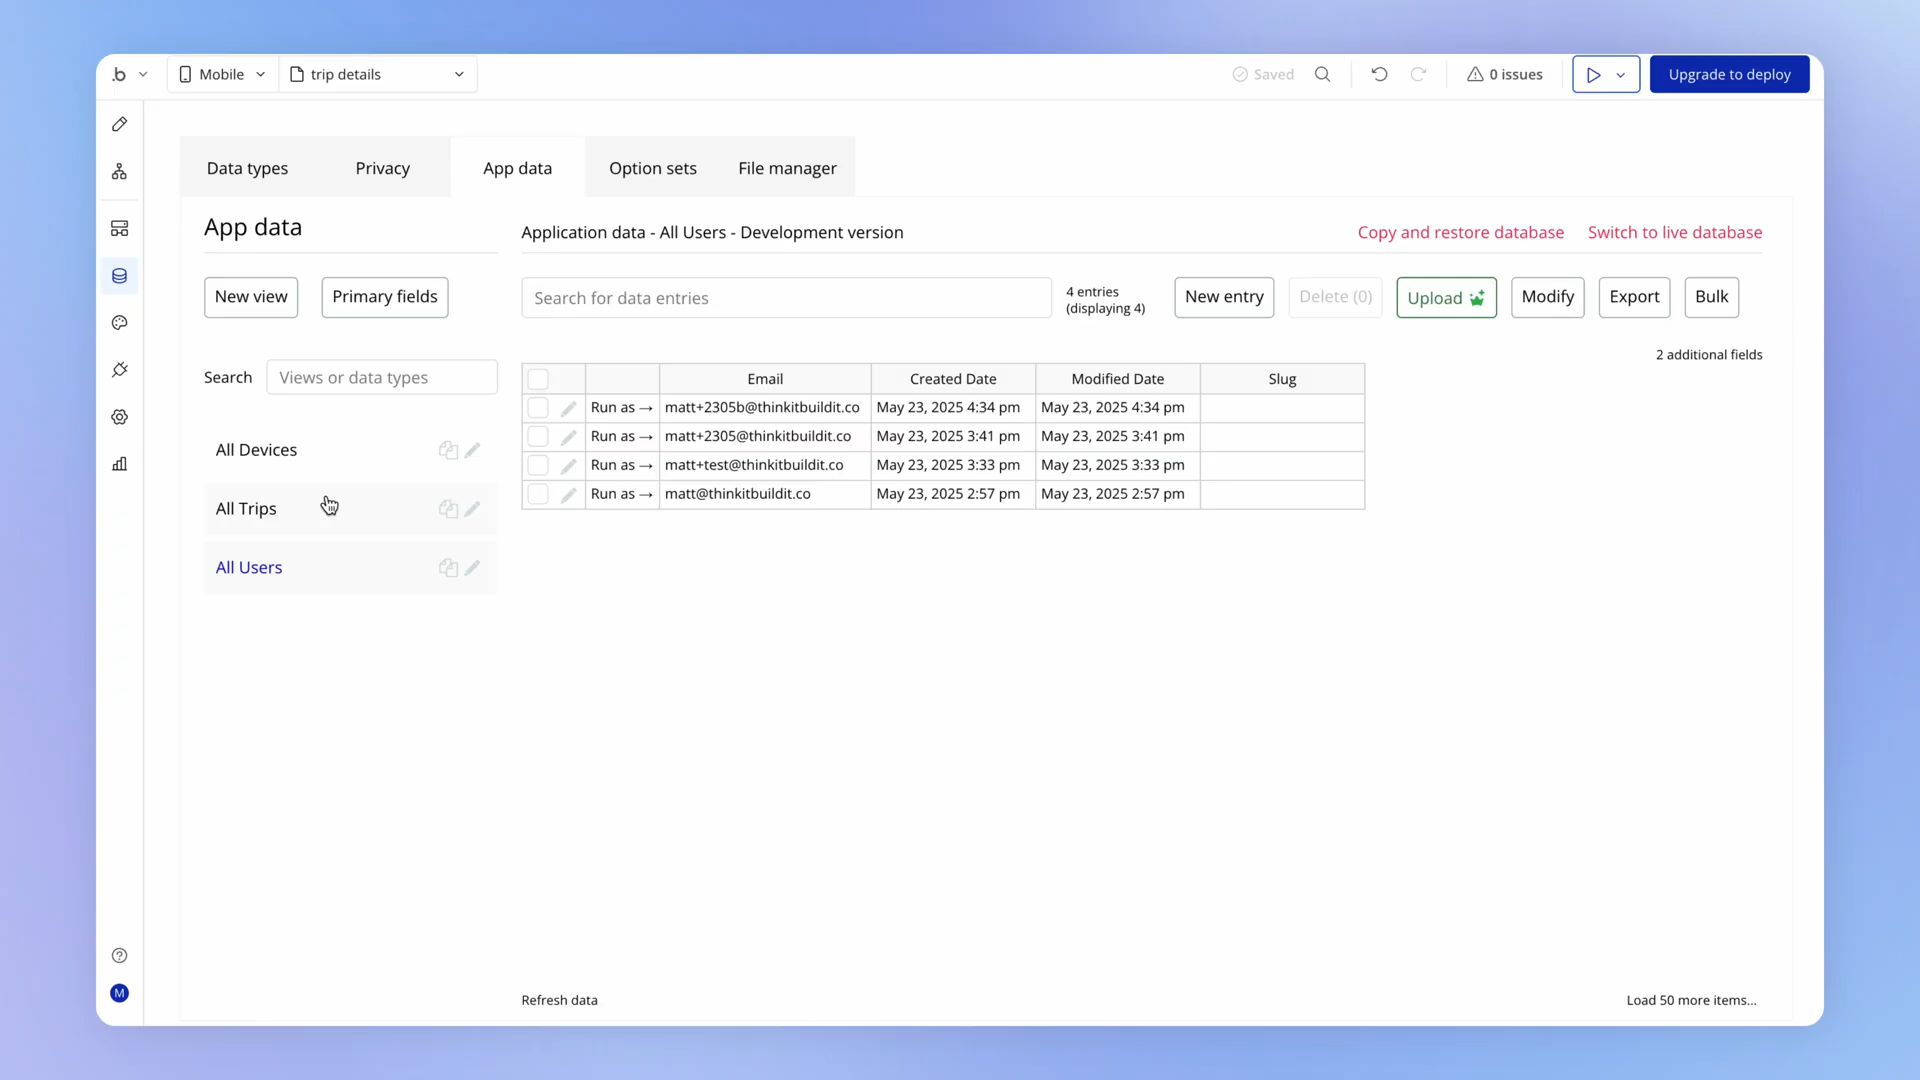 .b Mobile trip details Saved 0 issues Upgrade to deploy
Data types Privacy App data Option sets File manager
App data
Application data - All Users - Development version Copy and restore database Switch to live database
New view Primary fields Search for data entries 4 entries
(displaying 4) New entry Delete (0) Upload Modify Export Bulk
2 additional fields
Search Views or data types
Email Created Date Modified Date Slug
Run as → matt+2305b@thinkitbuildit.co May 23, 2025 4:34 pm May 23, 2025 4:34 pm
Run as → matt+2305@thinkitbuildit.co May 23, 2025 3:41 pm May 23, 2025 3:41 pm
Run as → matt+test@thinkitbuildit.co May 23, 2025 3:33 pm May 23, 2025 3:33 pm
Run as → matt@thinkitbuildit.co May 23, 2025 2:57 pm May 23, 2025 2:57 pm
All Devices
All Trips
All Users
M
Refresh data Load 50 more items...